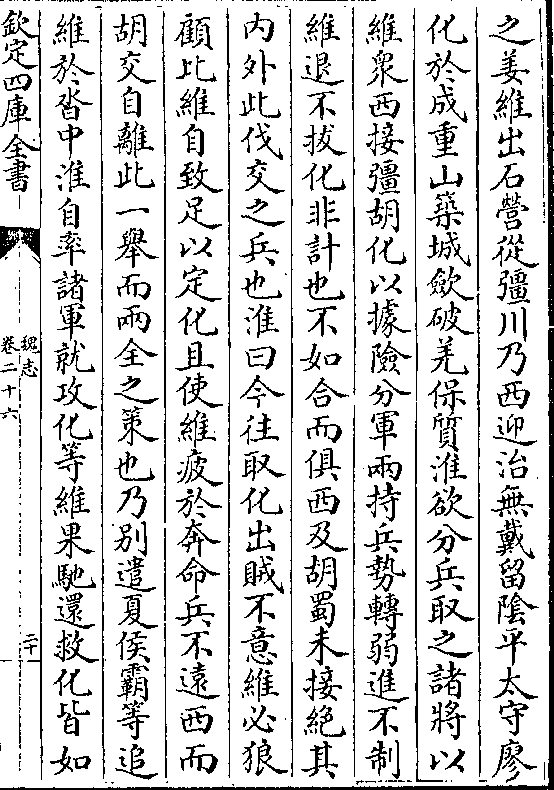 之姜維出石營從彊川乃西迎治無戴留陰平太守廖
化於成重山築城斂破羌保質淮欲分兵取之諸將以
維衆西接彊胡化以據險分軍兩持兵勢轉弱進不制
維退不拔化非計也不如合而俱西及胡蜀未接絶其
内外此伐交之兵也淮曰今往取化出賊不意維必狼
顧比維自致足以定化且使維疲於奔命兵不遠西而
胡交自離此一舉而兩全之策也乃别遣夏侯霸等追
維於沓中淮自率諸軍就攻化等維果馳還救化皆如
欽定四庫全書
魏志
卷二十六
二十